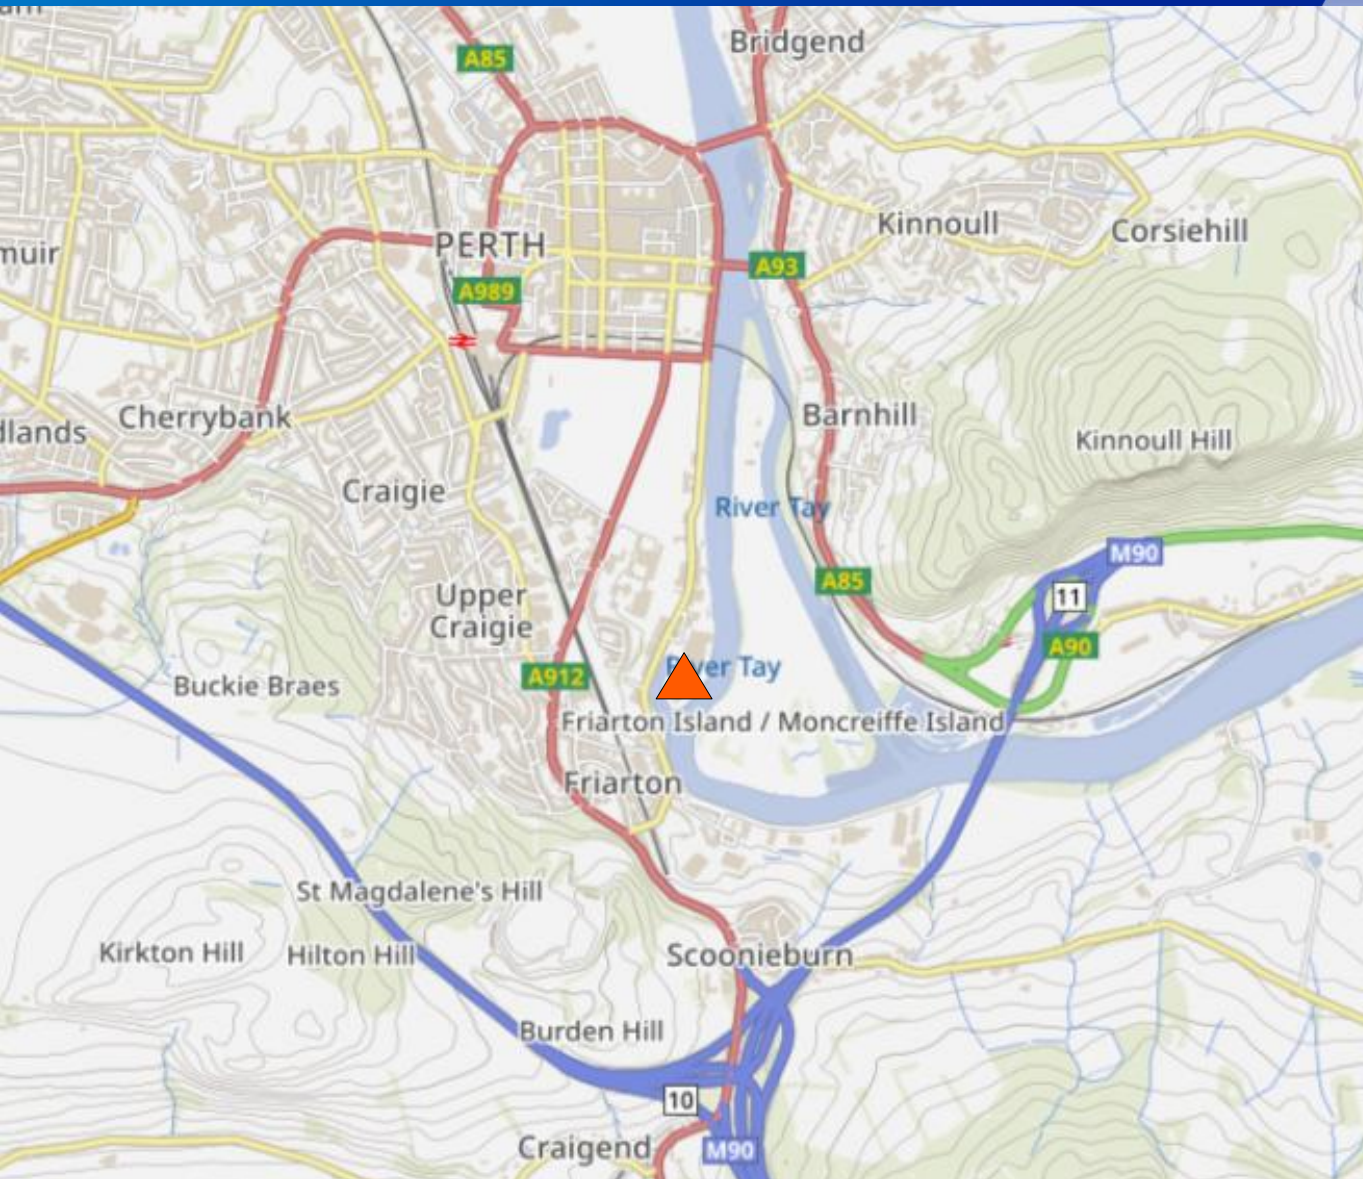 Bridgend
A85
Kinnoull
Corsiehill
PERTH
muir
A93
A989
Cherrybank
Barnhill
dlands
Kinnoull Hill
Craigie
River Tay
M90
A85
11
Upper
Craigie
A90
River Tay
A912
Buckie Braes
Friarton Island / Moncreiffe Island
Friarton
St Magdalene's Hill
Kirkton Hill
Hilton Hill
Scoonieburn
Burden Hill
10
Craigend
M90